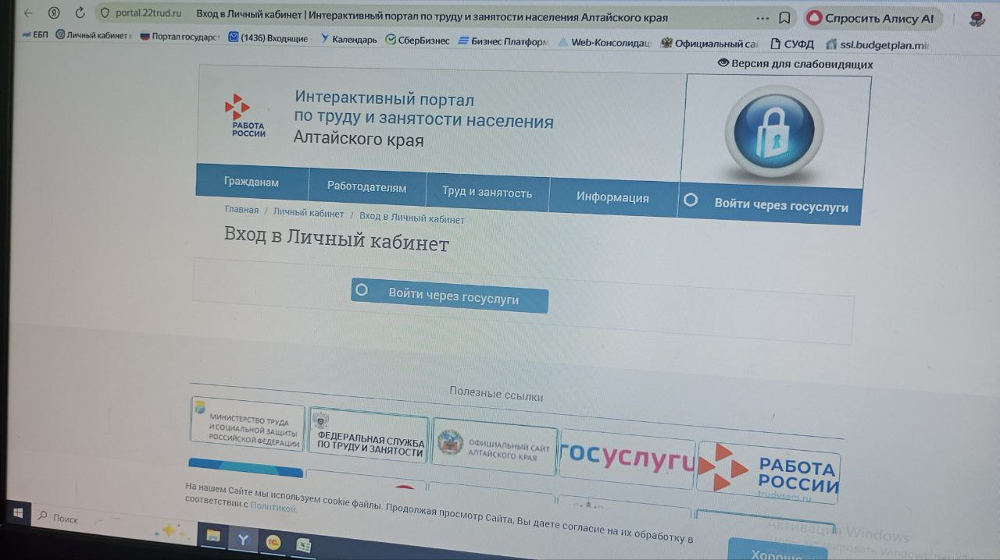 portal.22trud.ru Вход в Личный кабинет | Интерактивный портал по труду и занятости населения Алтайского края ... Спросить Алису AI
ЕБП Личный кабинет Портал государст (1436) Входящие Календарь СберБизнес Бизнес Платформ Web-Консолидац Официальный сай СУФД ssl.budgetplan.mi
Версия для слабовидящих
РАБОТА
РОССИИ
Интерактивный портал
по труду и занятости населения
Алтайского края
Гражданам Работодателям Труд и занятость Информация Войти через госуслуги
Главная / Личный кабинет / Вход в Личный кабинет
Вход в Личный кабинет
Войти через госуслуги
Полезные ссылки
МИНИСТЕРСТВО ТРУДА
И СОЦИАЛЬНОЙ ЗАЩИТЫ
РОССИЙСКОЙ ФЕДЕРАЦИИ
ФЕДЕРАЛЬНАЯ СЛУЖБА
ПО ТРУДУ И ЗАНЯТОСТИ
ОФИЦИАЛЬНЫЙ САЙТ
АЛТАЙСКОГО КРАЯ
госуслуги
РАБОТА
РОССИИ
trudvsem.ru
На нашем Сайте мы используем cookie файлы. Продолжая просмотр Сайта, Вы даете согласие на их обработку в
соответствии с Политикой.
Хорошо
Активация Windows
Чтобы активировать Windows,
Поиск